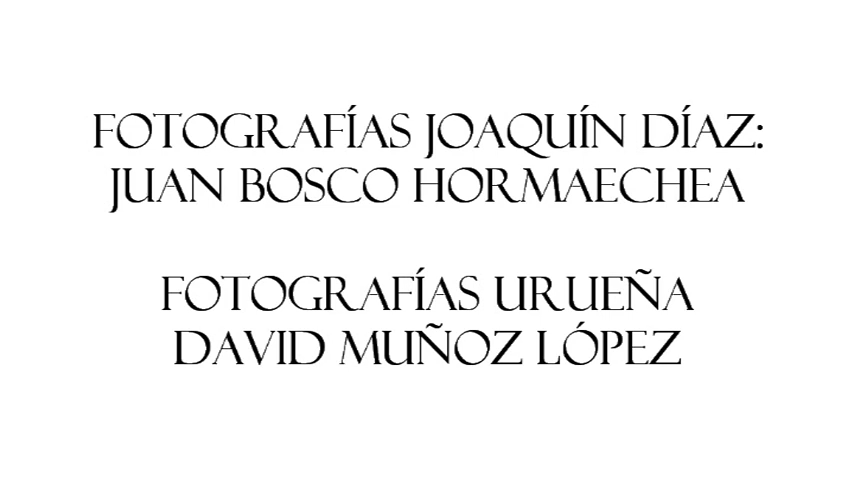 FOTOGRAFÍAS JOAQUÍN DÍAZ:
JUAN BOSCO HORMAECHEA
FOTOGRAFÍAS URUEÑA
DAVID MUÑOZ LÓPEZ